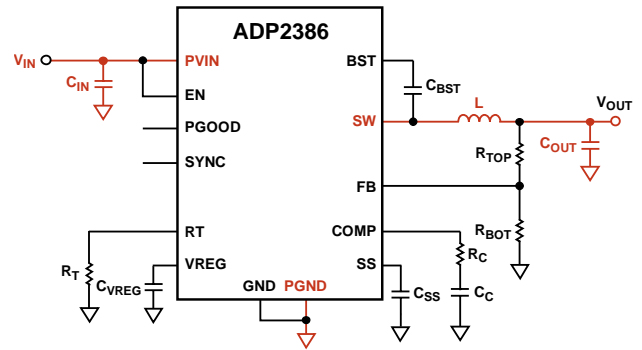 ADP2386
VIN
PVIN
BST
CIN
CBST
EN
L
VOUT
SW
PGOOD
COUT
RTOP
SYNC
FB
RBOT
RT
COMP
RC
RT
VREG
SS
CVREG
GND
PGND
CSS
CC